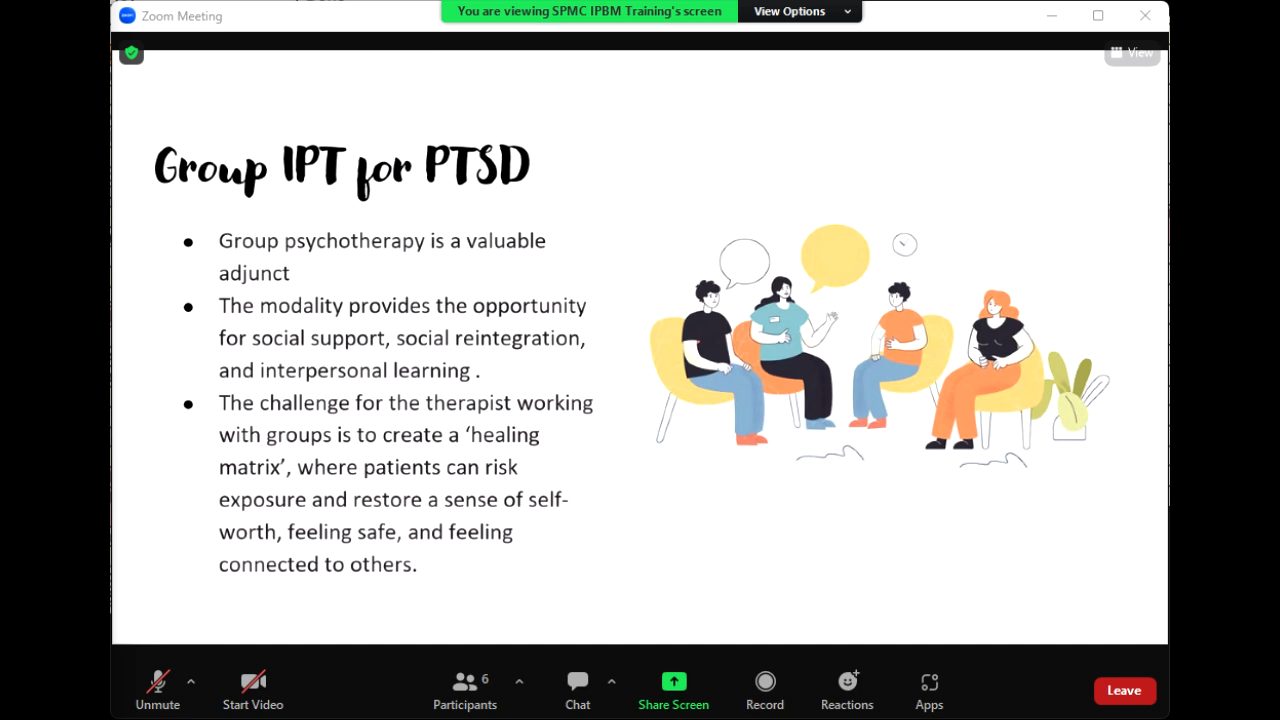 You are viewing SPMC IPBM Training's screen
View Options
Zoom Meeting
View
Group IPT for PTSD
● Group psychotherapy is a valuable
adjunct
● The modality provides the opportunity
for social support, social reintegration,
and interpersonal learning .
● The challenge for the therapist working
with groups is to create a ‘healing
matrix’, where patients can risk
exposure and restore a sense of self-
worth, feeling safe, and feeling
connected to others.
Unmute
Start Video
6
Participants
Chat
Share Screen
Record
Reactions
Apps
Leave